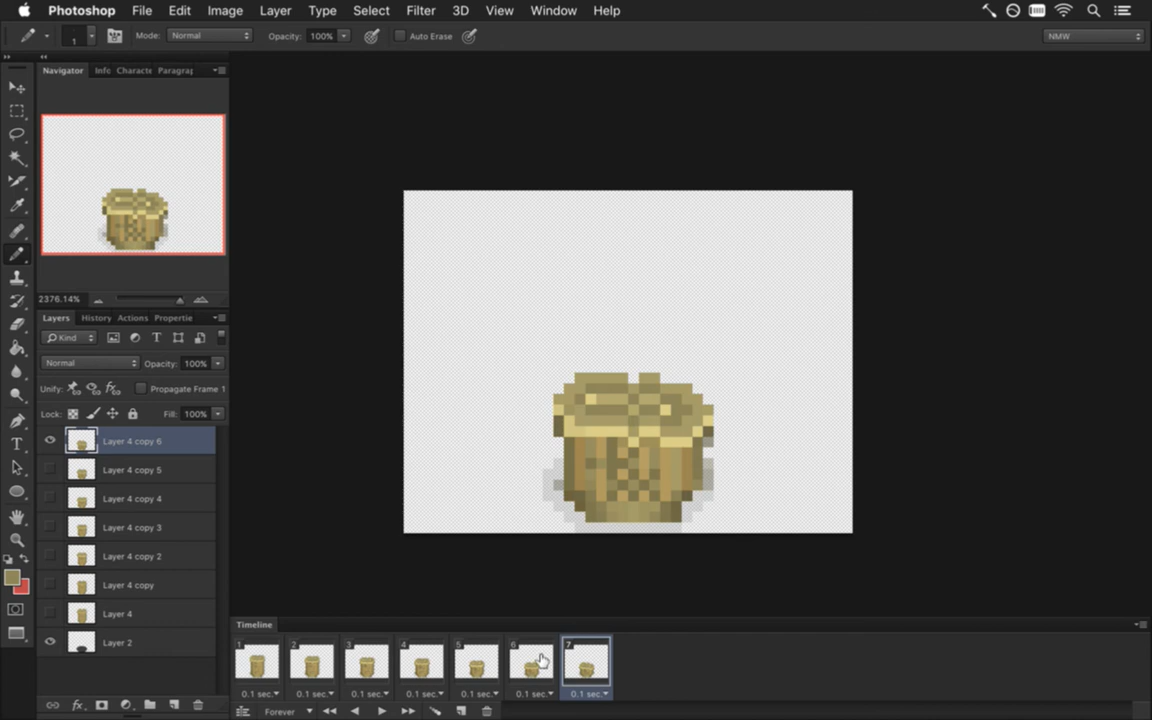 Photoshop File Edit Image Layer Type Select Filter 3D View Window Help
1 Mode: Normal Opacity: 100% Auto Erase NMW
Navigator Info Characte Paragrap
2376.14%
Layers History Actions Propertie
Kind
Normal Opacity: 100%
Unify: Propagate Frame 1
Lock: Fill: 100%
Layer 4 copy 6
Layer 4 copy 5
Layer 4 copy 4
Layer 4 copy 3
Layer 4 copy 2
Layer 4 copy
Layer 4
Layer 2
Timeline
1 2 3 4 5 6 7
0.1 sec. 0.1 sec. 0.1 sec. 0.1 sec. 0.1 sec. 0.1 sec. 0.1 sec.
Forever